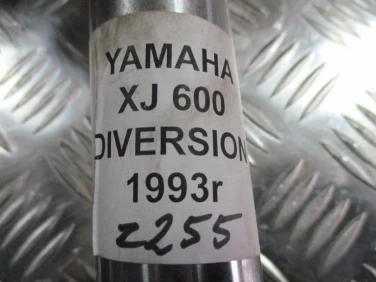 YAMAHA
XJ 600
DIVERSION
1993r
z255